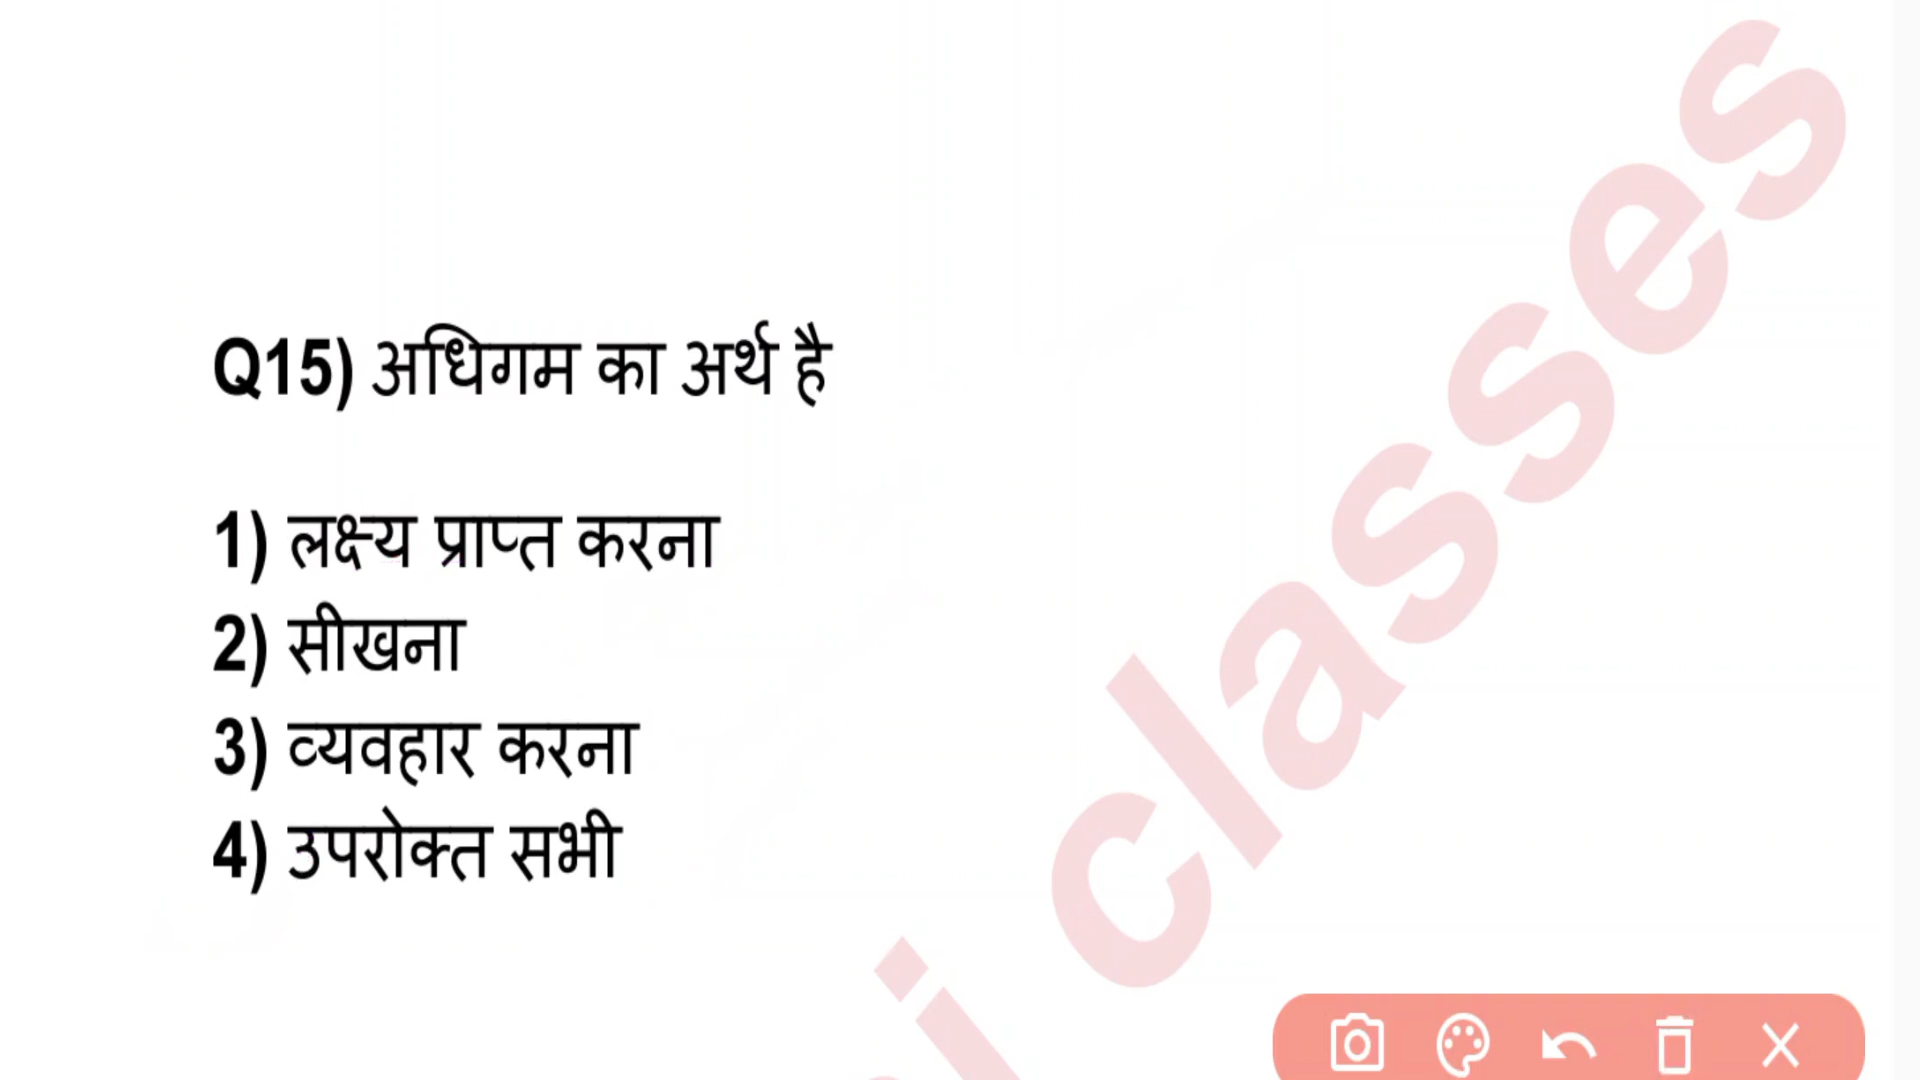 Q15) अधिगम का अर्थ है
1) लक्ष्य प्राप्त करना
2) सीखना
3) व्यवहार करना
4) उपरोक्त सभी
classes